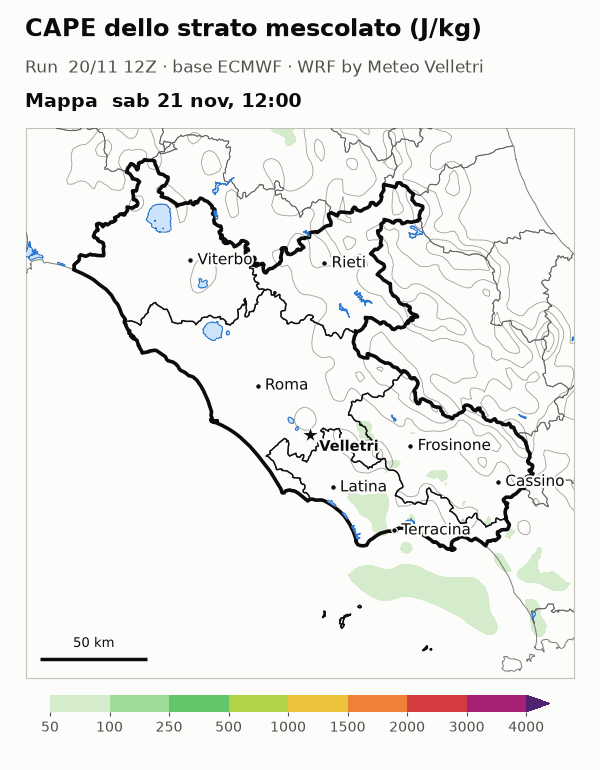 CAPE dello strato mescolato (J/kg)
Run  20/11 12Z · base ECMWF · WRF by Meteo Velletri
Mappa  sab 21 nov, 12:00
Viterbo
Rieti
Roma
Velletri
Frosinone
Latina
Cassino
Terracina
50 km
50 100 250 500 1000 1500 2000 3000 4000